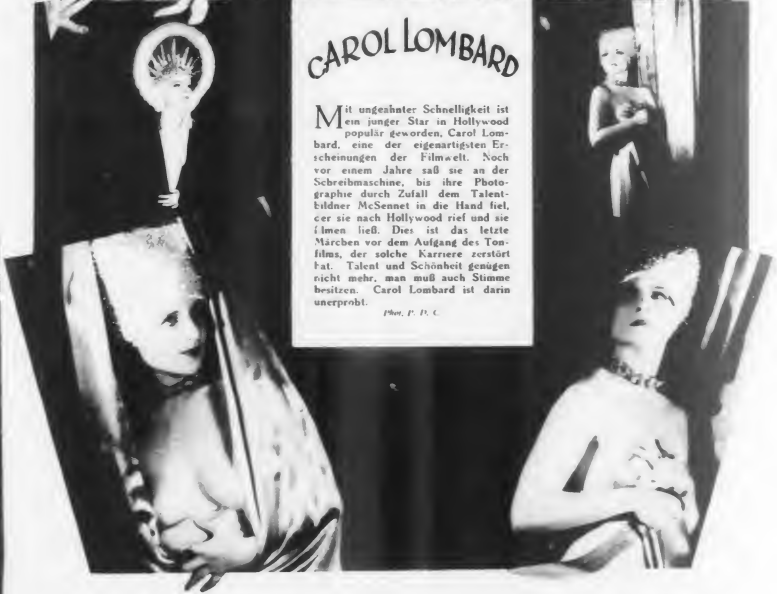 CAROL LOMBARD
Mit ungeahnter Schnelligkeit ist
ein junger Star in Hollywood
populär geworden, Carol Lom-
bard, eine der eigenartigsten Er-
scheinungen der Filmwelt. Noch
vor einem Jahre saß sie an der
Schreibmaschine, bis ihre Photo-
graphie durch Zufall dem Talent-
bildner McSennet in die Hand fiel,
der sie nach Hollywood rief und sie
filmen ließ. Dies ist das letzte
Märchen vor dem Aufgang des Ton-
films, der solche Karriere zerstört
hat. Talent und Schönheit genügen
nicht mehr, man muß auch Stimme
besitzen. Carol Lombard ist darin
unerprobt.
Phot. P. D. C.